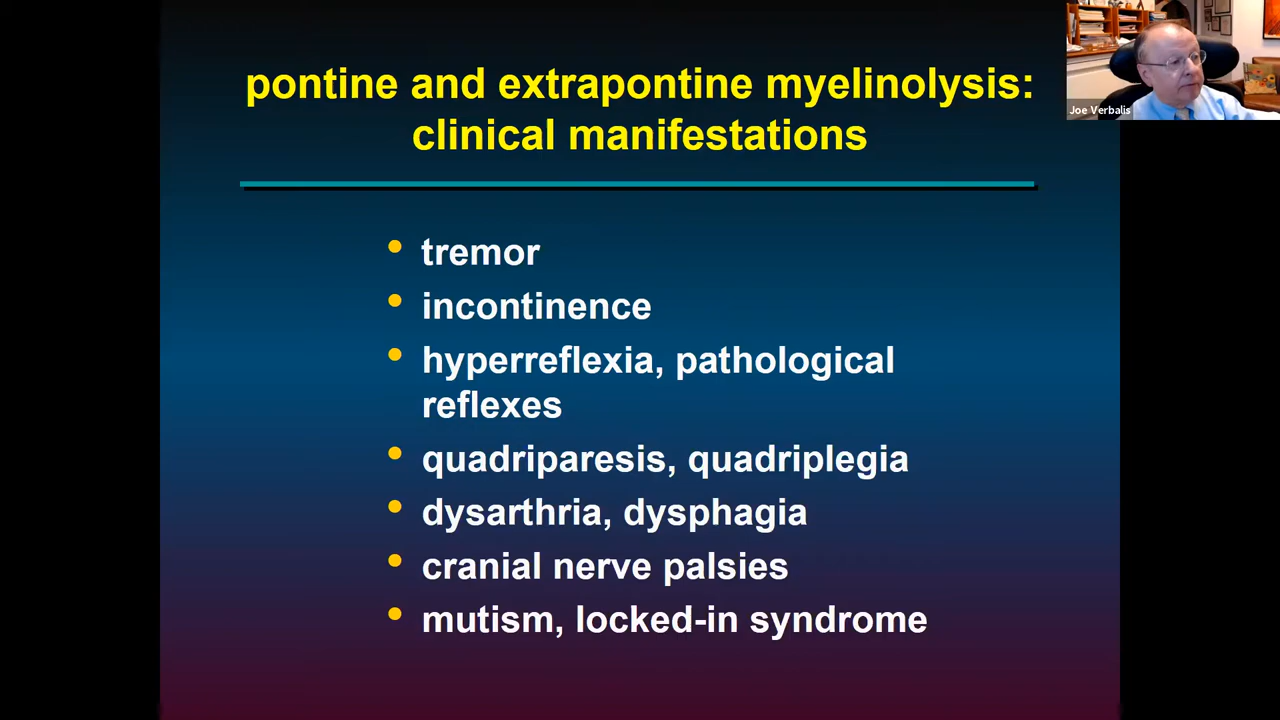 pontine and extrapontine myelinolysis:
clinical manifestations
Joe Verbalis
• tremor
• incontinence
• hyperreflexia, pathological
reflexes
• quadriparesis, quadriplegia
• dysarthria, dysphagia
• cranial nerve palsies
• mutism, locked-in syndrome